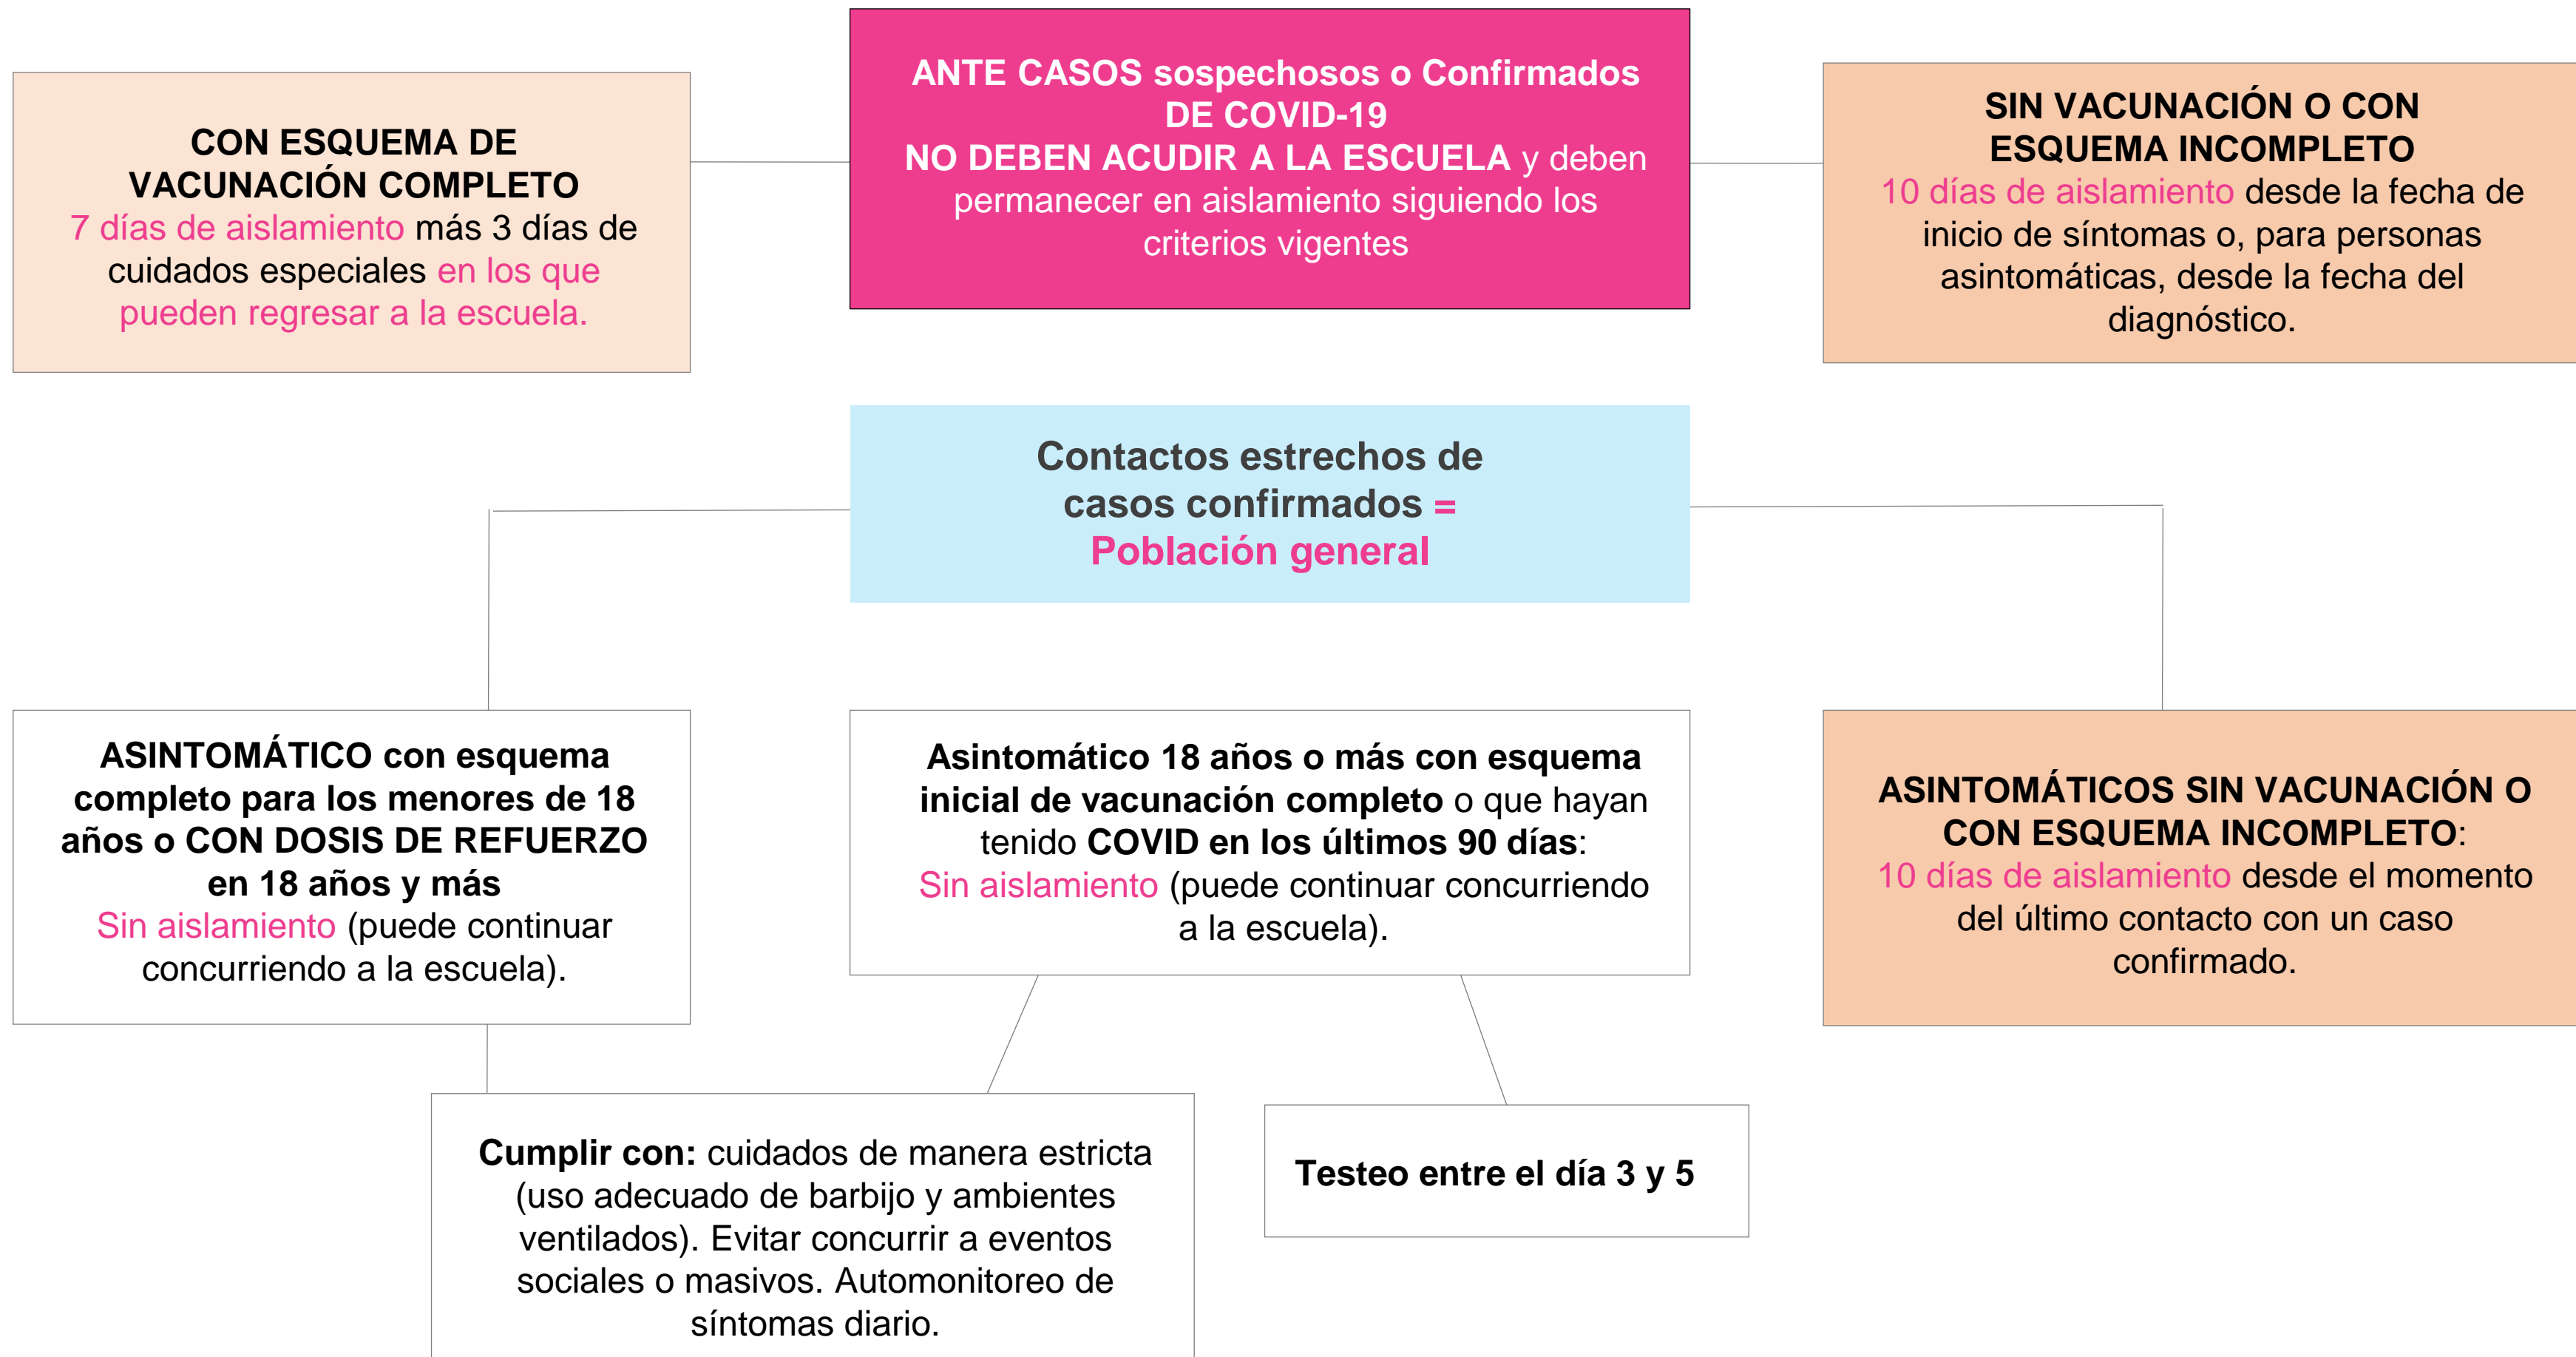 ANTE CASOS sospechosos o Confirmados
DE COVID-19
NO DEBEN ACUDIR A LA ESCUELA y deben
permanecer en aislamiento siguiendo los
criterios vigentes
CON ESQUEMA DE
VACUNACIÓN COMPLETO
7 días de aislamiento más 3 días de
cuidados especiales en los que
pueden regresar a la escuela.
SIN VACUNACIÓN O CON
ESQUEMA INCOMPLETO
10 días de aislamiento desde la fecha de
inicio de síntomas o, para personas
asintomáticas, desde la fecha del
diagnóstico.
Contactos estrechos de
casos confirmados =
Población general
ASINTOMÁTICO con esquema
completo para los menores de 18
años o CON DOSIS DE REFUERZO
en 18 años y más
Sin aislamiento (puede continuar
concurriendo a la escuela).
Asintomático 18 años o más con esquema
inicial de vacunación completo o que hayan
tenido COVID en los últimos 90 días:
Sin aislamiento (puede continuar concurriendo
a la escuela).
ASINTOMÁTICOS SIN VACUNACIÓN O
CON ESQUEMA INCOMPLETO:
10 días de aislamiento desde el momento
del último contacto con un caso
confirmado.
Cumplir con: cuidados de manera estricta
(uso adecuado de barbijo y ambientes
ventilados). Evitar concurrir a eventos
sociales o masivos. Automonitoreo de
síntomas diario.
Testeo entre el día 3 y 5